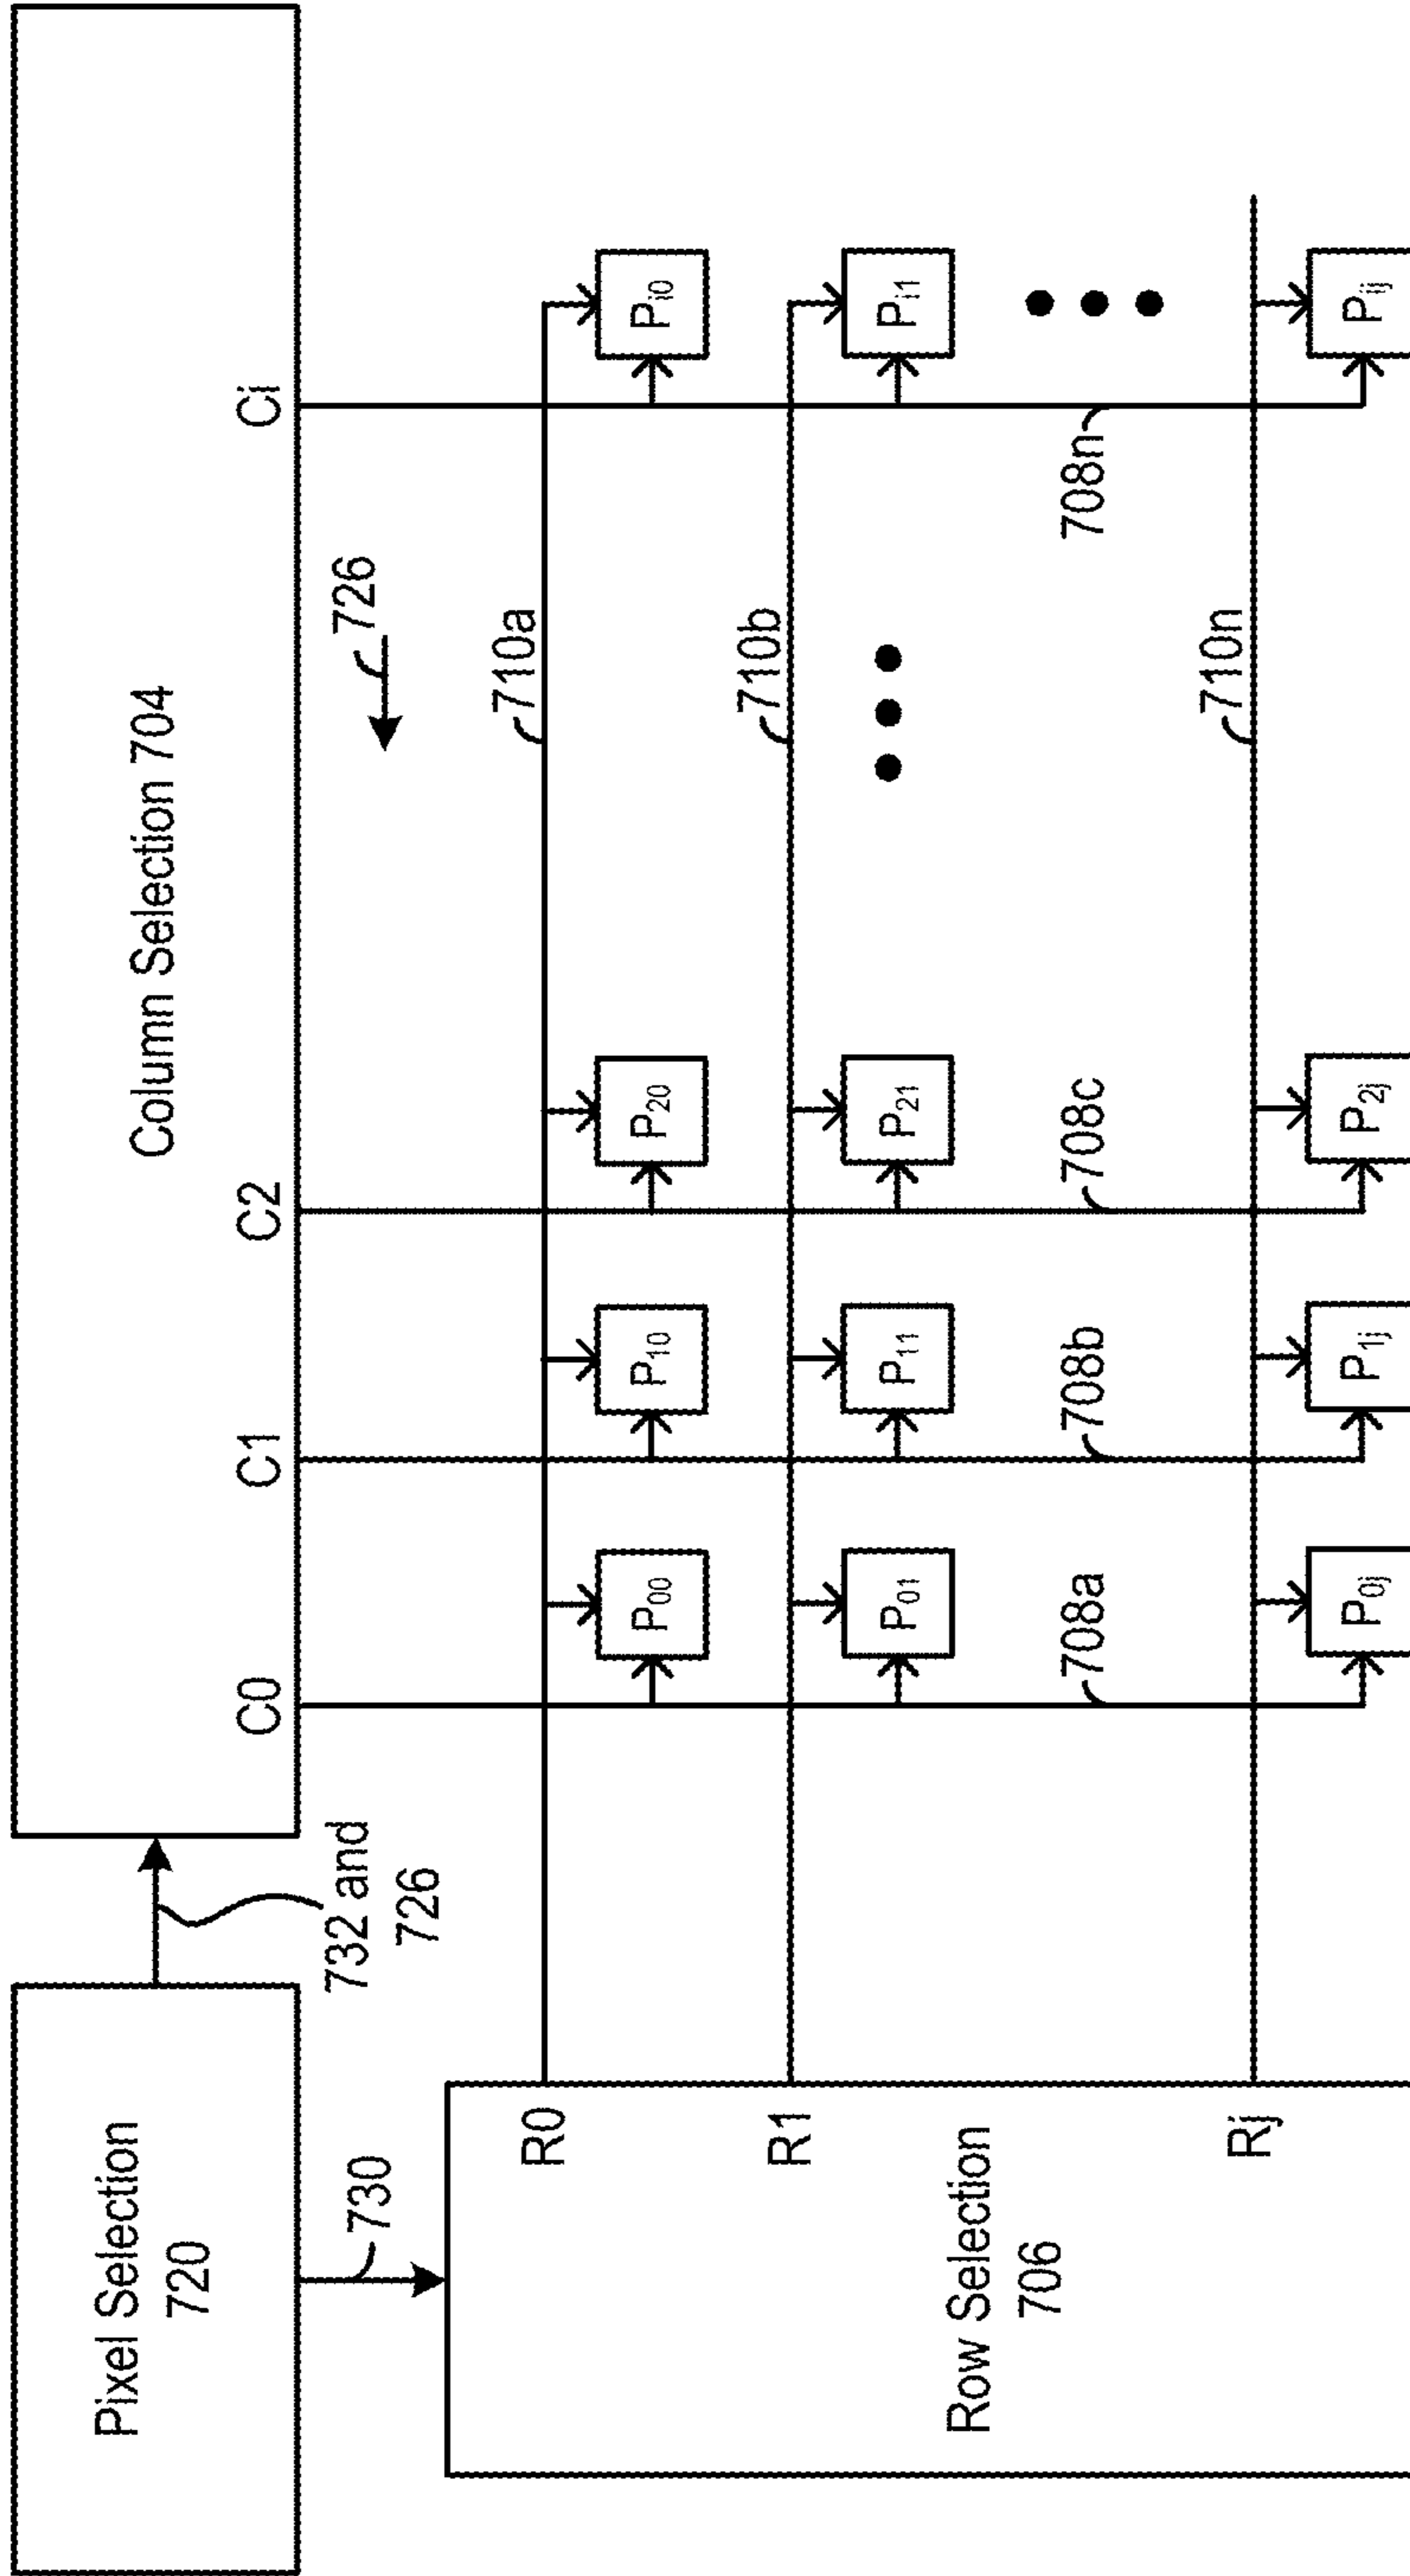 Pixel Selection
720
732 and
726
Column Selection 704
C0
C1
C2
Ci
730
726
Row Selection
706
R0
710a
P00
P10
P20
Pi0
R1
710b
P01
P11
P21
Pi1
708a
708b
708c
708n
Rj
710n
P0j
P1j
P2j
Pij